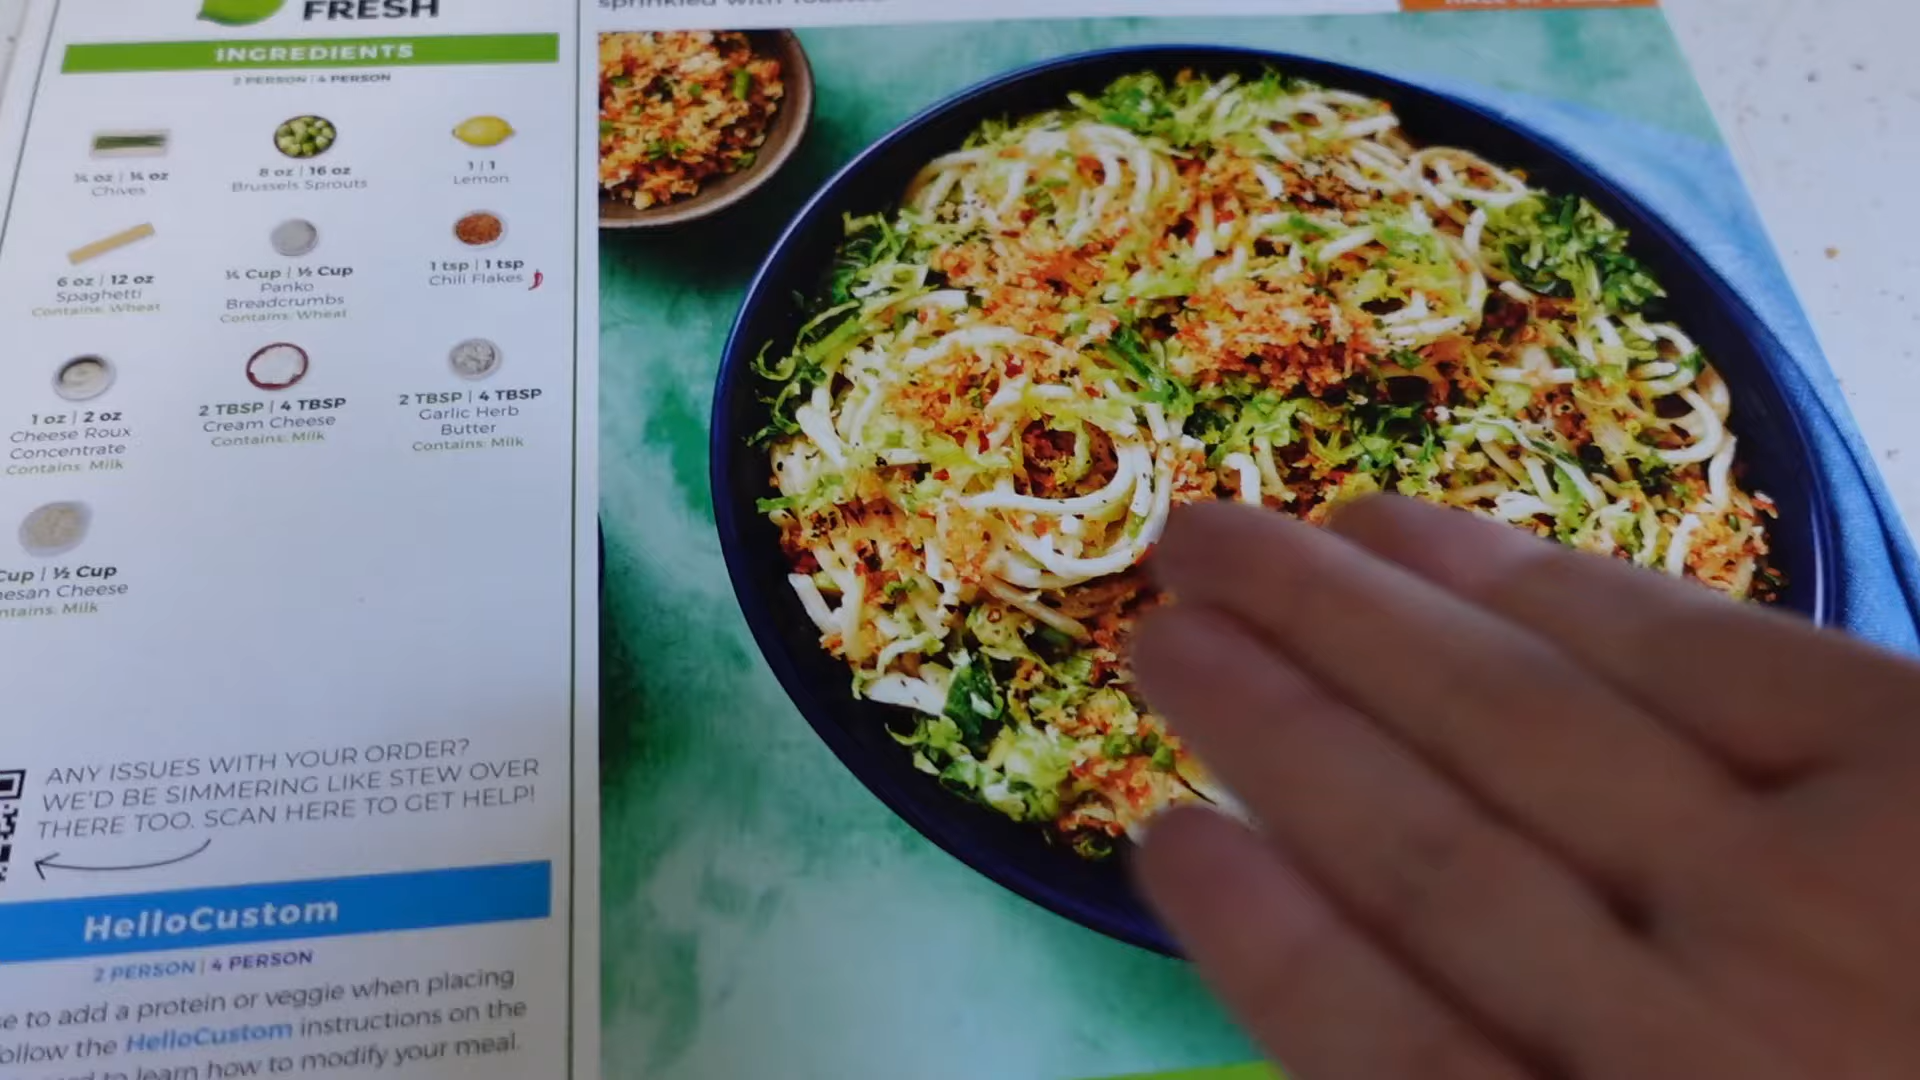 FRESH
INGREDIENTS
2 PERSON | 4 PERSON
¼ oz | ¼ oz
Chives
8 oz | 16 oz
Brussels Sprouts
1 | 1
Lemon
6 oz | 12 oz
Spaghetti
Contains: Wheat
¼ Cup | ½ Cup
Panko
Breadcrumbs
Contains: Wheat
1 tsp | 1 tsp
Chili Flakes
1 oz | 2 oz
Cheese Roux
Concentrate
Contains: Milk
2 TBSP | 4 TBSP
Cream Cheese
Contains: Milk
2 TBSP | 4 TBSP
Garlic Herb
Butter
Contains: Milk
Cup | ½ Cup
esan Cheese
ntains: Milk
ANY ISSUES WITH YOUR ORDER?
WE'D BE SIMMERING LIKE STEW OVER
THERE TOO. SCAN HERE TO GET HELP!
HelloCustom
2 PERSON | 4 PERSON
se to add a protein or veggie when placing
ollow the HelloCustom instructions on the
to learn how to modify your meal.
sprinkled with